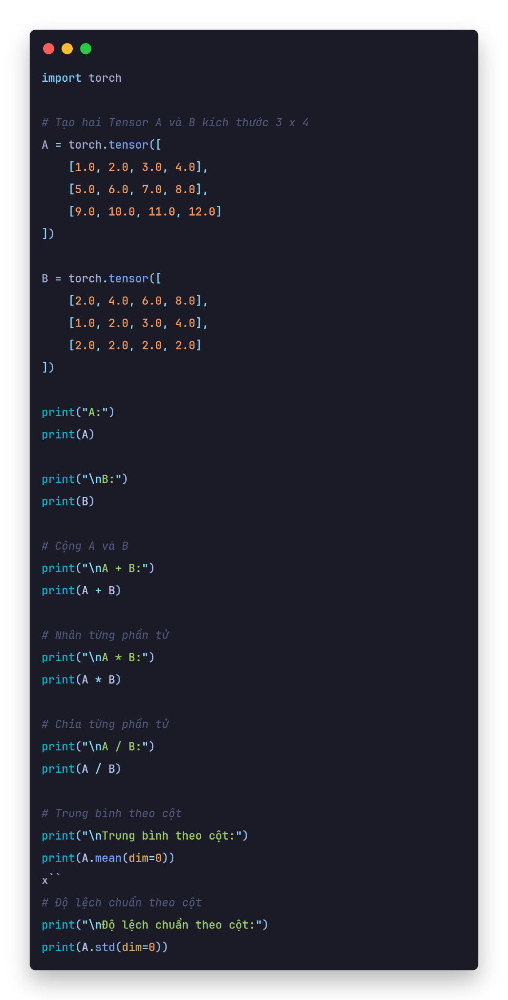 import torch
# Tạo hai Tensor A và B kích thước 3 x 4
A = torch.tensor([
    [1.0, 2.0, 3.0, 4.0],
    [5.0, 6.0, 7.0, 8.0],
    [9.0, 10.0, 11.0, 12.0]
])
B = torch.tensor([
    [2.0, 4.0, 6.0, 8.0],
    [1.0, 2.0, 3.0, 4.0],
    [2.0, 2.0, 2.0, 2.0]
])
print("A:")
print(A)
print("\nB:")
print(B)
# Cộng A và B
print("\nA + B:")
print(A + B)
# Nhân từng phần tử
print("\nA * B:")
print(A * B)
# Chia từng phần tử
print("\nA / B:")
print(A / B)
# Trung bình theo cột
print("\nTrung bình theo cột:")
print(A.mean(dim=0))
x``
# Độ lệch chuẩn theo cột
print("\nĐộ lệch chuẩn theo cột:")
print(A.std(dim=0))